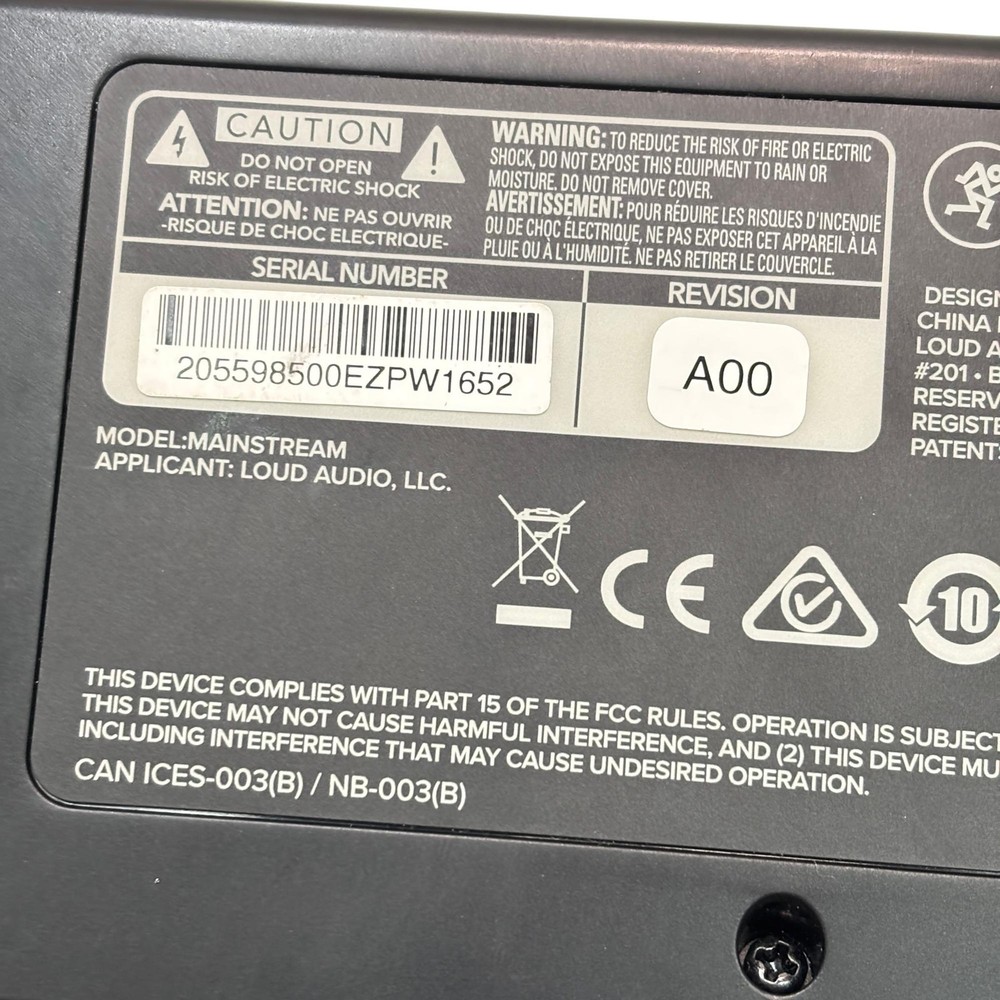 CAUTION
DO NOT OPEN
RISK OF ELECTRIC SHOCK
ATTENTION: NE PAS OUVRIR
-RISQUE DE CHOC ELECTRIQUE-
WARNING: TO REDUCE THE RISK OF FIRE OR ELECTRIC
SHOCK, DO NOT EXPOSE THIS EQUIPMENT TO RAIN OR
MOISTURE. DO NOT REMOVE COVER.
AVERTISSEMENT: POUR RÉDUIRE LES RISQUES D'INCENDIE
OU DE CHOC ÉLECTRIQUE, NE PAS EXPOSER CET APPAREIL À LA
PLUIE OU À L'HUMIDITÉ. NE PAS RETIRER LE COUVERCLE.
SERIAL NUMBER
205598500EZPW1652
REVISION
A00
DESIG
CHINA
LOUD A
#201 • B
RESERV
REGISTE
PATENT
MODEL:MAINSTREAM
APPLICANT: LOUD AUDIO, LLC.
CE
10
THIS DEVICE COMPLIES WITH PART 15 OF THE FCC RULES. OPERATION IS SUBJECT
THIS DEVICE MAY NOT CAUSE HARMFUL INTERFERENCE, AND (2) THIS DEVICE MU
INCLUDING INTERFERENCE THAT MAY CAUSE UNDESIRED OPERATION.
CAN ICES-003(B) / NB-003(B)